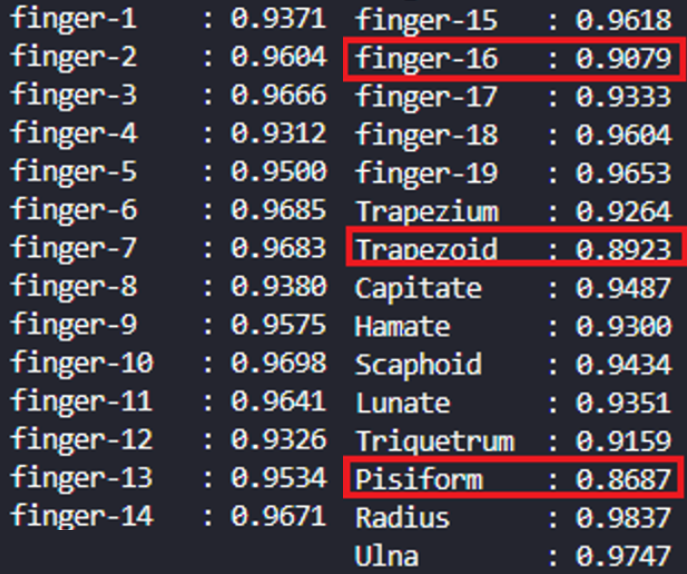 finger-1 : 0.9371
finger-2 : 0.9604
finger-3 : 0.9666
finger-4 : 0.9312
finger-5 : 0.9500
finger-6 : 0.9685
finger-7 : 0.9683
finger-8 : 0.9380
finger-9 : 0.9575
finger-10 : 0.9698
finger-11 : 0.9641
finger-12 : 0.9326
finger-13 : 0.9534
finger-14 : 0.9671
finger-15 : 0.9618
finger-16 : 0.9079
finger-17 : 0.9333
finger-18 : 0.9604
finger-19 : 0.9653
Trapezium : 0.9264
Trapezoid : 0.8923
Capitate : 0.9487
Hamate : 0.9300
Scaphoid : 0.9434
Lunate : 0.9351
Triquetrum : 0.9159
Pisiform : 0.8687
Radius : 0.9837
Ulna : 0.9747